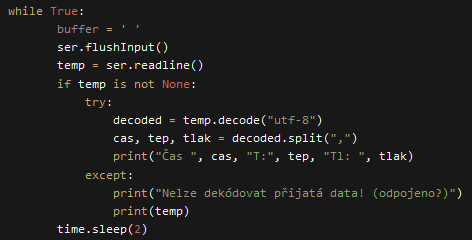 while True:
buffer = ' '
ser.flushInput()
temp = ser.readline()
if temp is not None:
try:
decoded = temp.decode("utf-8")
cas, tep, tlak = decoded.split(",")
print("Čas ", cas, "T:", tep, "T1: ", tlak)
except:
print("Nelze dekódovat přijatá data! (odpojeno?)")
print(temp)
time.sleep(2)